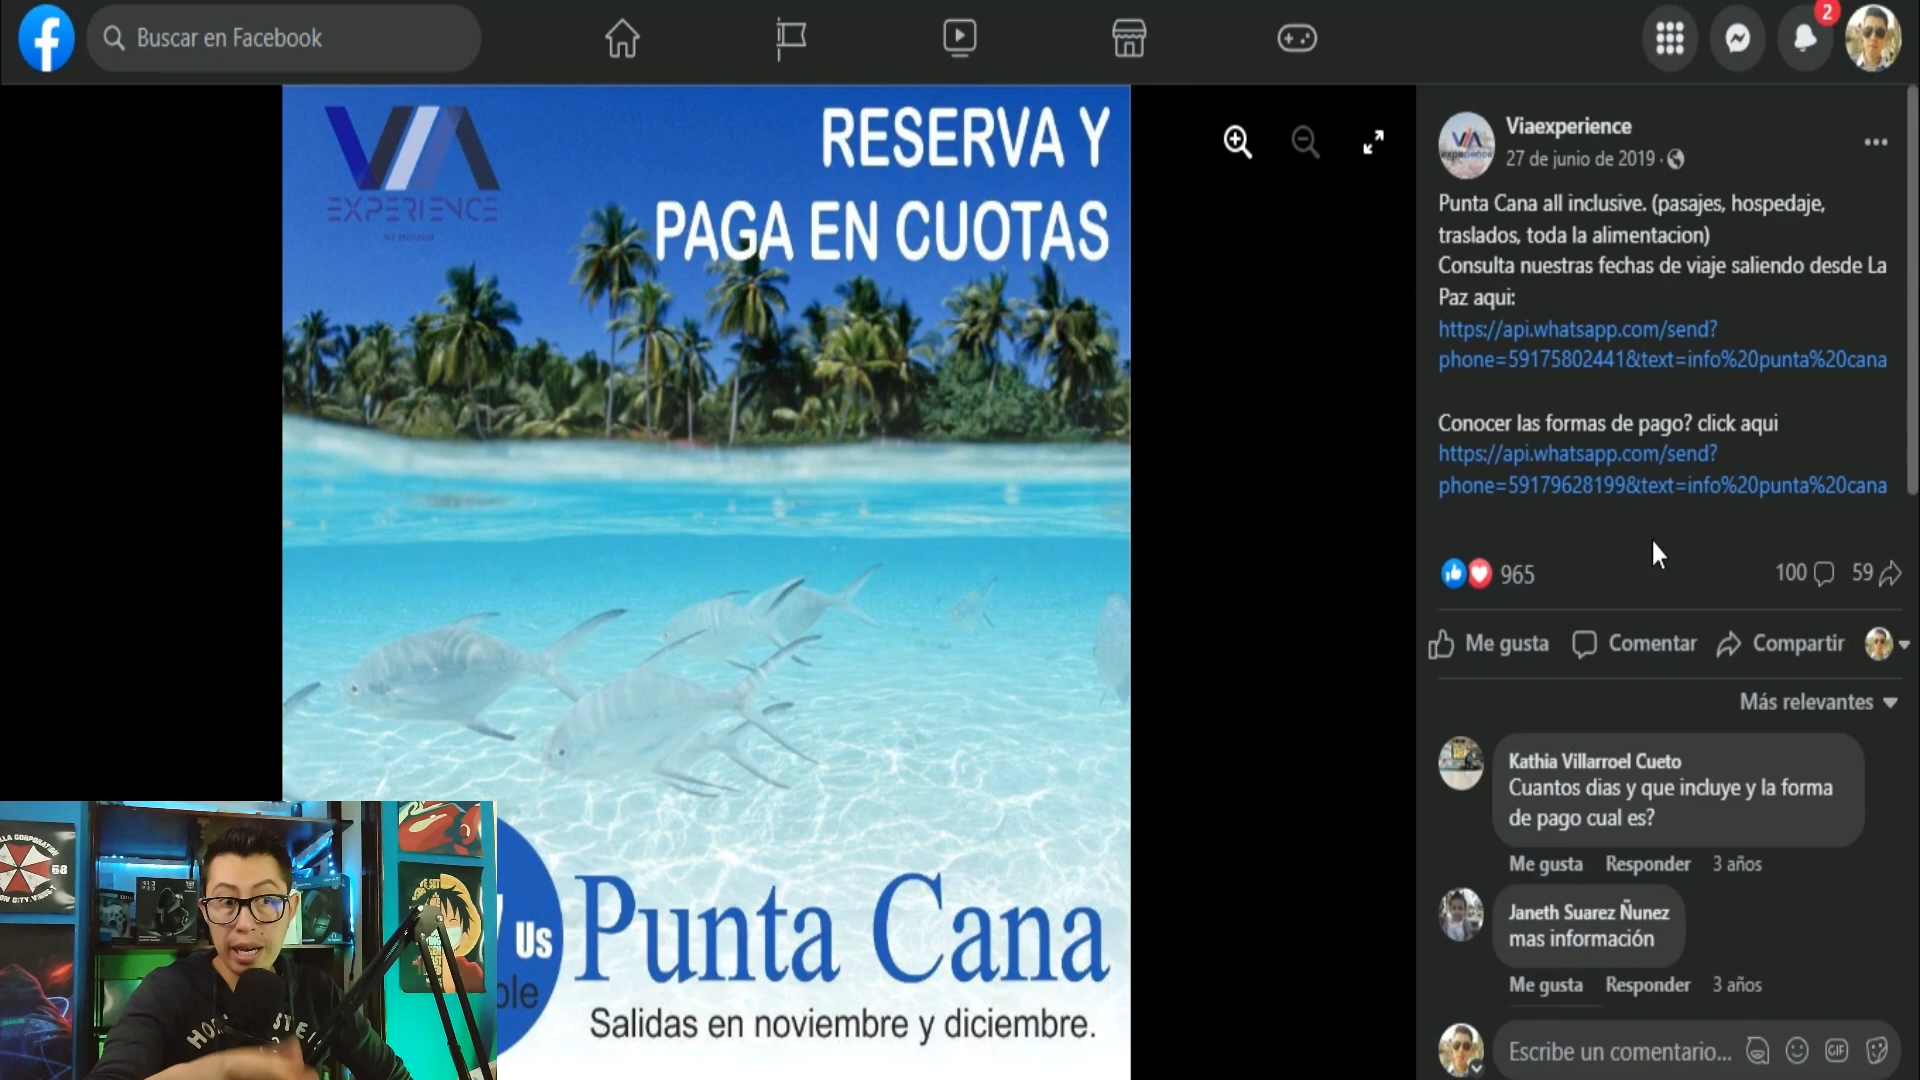 Buscar en Facebook
2
VIA
EXPERIENCE
RESERVA Y
PAGA EN CUOTAS
Us
ble
Punta Cana
Salidas en noviembre y diciembre.
Viaexperience
27 de junio de 2019 ·
Punta Cana all inclusive. (pasajes, hospedaje,
traslados, toda la alimentacion)
Consulta nuestras fechas de viaje saliendo desde La
Paz aqui:
https://api.whatsapp.com/send?
phone=59175802441&text=info%20punta%20cana
Conocer las formas de pago? click aqui
https://api.whatsapp.com/send?
phone=59179628199&text=info%20punta%20cana
965
100
59
Me gusta
Comentar
Compartir
Más relevantes
Kathia Villarroel Cueto
Cuantos dias y que incluye y la forma
de pago cual es?
Me gusta Responder 3 años
Janeth Suarez Ñunez
mas información
Me gusta Responder 3 años
Escribe un comentario...
GIF